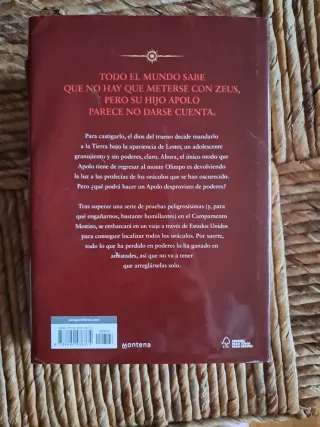 TODO EL MUNDO SABE
QUE NO HAY QUE METERSE CON ZEUS,
PERO SU HIJO APOLO
PARECE NO DARSE CUENTA.
Para castigarlo, el dios del trueno decide mandarlo
a la Tierra bajo la apariencia de Lester, un adolescente
granujiento y sin poderes, claro. Ahora, el único modo que
Apolo tiene de regresar al monte Olimpo es devolviendo
la luz a las profecías de los oráculos que se han oscurecido.
Pero ¿qué podrá hacer un Apolo desprovisto de poderes?
Tras superar una serie de pruebas peligrosísimas (y, para
qué engañarnos, bastante humillantes) en el Campamento
Mestizo, se embarcará en un viaje a través de Estados Unidos
para conseguir localizar todos los oráculos. Por suerte,
todo lo que ha perdido en poderes lo ha ganado en
amistades, así que no va a tener
que arreglárselas solo.
montena
FSC